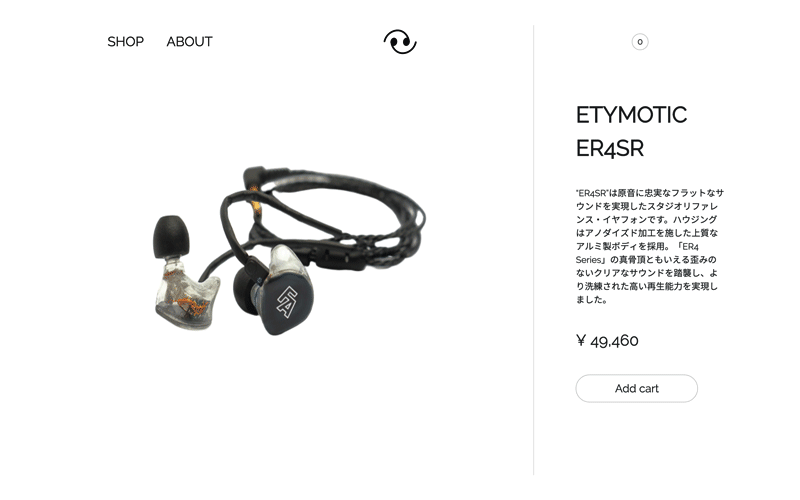 SHOP ABOUT
0
ETYMOTIC
ER4SR
"ER4SR"は原音に忠実なフラットなサ
ウンドを実現したスタジオリファレ
ンス・イヤフォンです。ハウジング
はアノダイズド加工を施した上質な
アルミ製ボディを採用。「ER4
Series」の真骨頂ともいえる歪みの
ないクリアなサウンドを踏襲し、よ
り洗練された高い再生能力を実現し
ました。
FA
¥ 49,460
Add cart